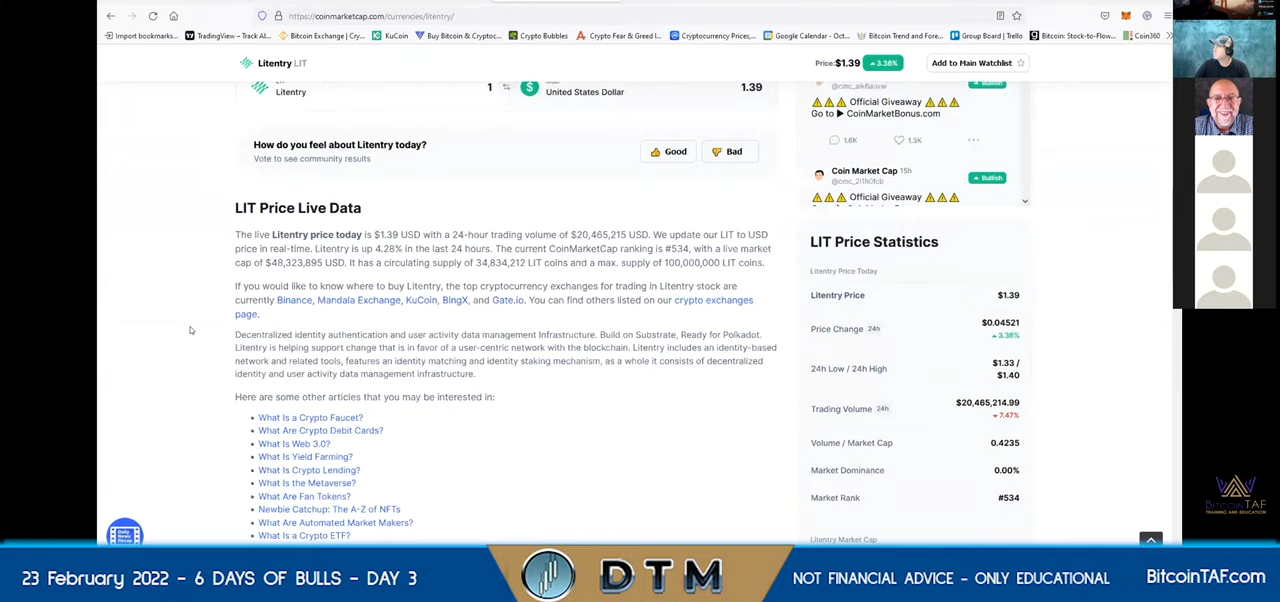 https://coinmarketcap.com/currencies/litentry/
Import bookmarks... TradingView – Track Al... Bitcoin Exchange | Cry... KuCoin Buy Bitcoin & Cryptoc... Crypto Bubbles Crypto Fear & Greed I... Cryptocurrency Prices,... Google Calendar - Oct... Bitcoin Trend and Fore... Group Board | Trello Bitcoin: Stock-to-Flow... Coin360
Litentry LIT
Price: $1.39 3.36% Add to Main Watchlist
Litentry 1 United States Dollar 1.39
How do you feel about Litentry today?
Vote to see community results
Good Bad
Official Giveaway
Go to ▶ CoinMarketBonus.com
1.6K 1.3K ...
Coin Market Cap 15h
Bullish
Official Giveaway
LIT Price Live Data
The live Litentry price today is $1.39 USD with a 24-hour trading volume of $20,465,215 USD. We update our LIT to USD
price in real-time. Litentry is up 4.28% in the last 24 hours. The current CoinMarketCap ranking is #534, with a live market
cap of $48,323,895 USD. It has a circulating supply of 34,834,212 LIT coins and a max. supply of 100,000,000 LIT coins.
If you would like to know where to buy Litentry, the top cryptocurrency exchanges for trading in Litentry stock are
currently Binance, Mandala Exchange, KuCoin, BingX, and Gate.io. You can find others listed on our crypto exchanges
page.
Decentralized identity authentication and user activity data management Infrastructure. Build on Substrate, Ready for Polkadot.
Litentry is helping support change that is in favor of a user-centric network with the blockchain. Litentry includes an identity-based
network and related tools, features an identity matching and identity staking mechanism, as a whole it consists of decentralized
identity and user activity data management infrastructure.
Here are some other articles that you may be interested in:
• What Is a Crypto Faucet?
• What Are Crypto Debit Cards?
• What Is Web 3.0?
• What Is Yield Farming?
• What Is Crypto Lending?
• What Is the Metaverse?
• What Are Fan Tokens?
• Newbie Catchup: The A-Z of NFTs
• What Are Automated Market Makers?
• What Is a Crypto ETF?
LIT Price Statistics
Litentry Price Today
Litentry Price $1.39
Price Change 24h $0.04521
3.36%
24h Low / 24h High $1.33 /
$1.40
Trading Volume 24h $20,465,214.99
7.47%
Volume / Market Cap 0.4235
Market Dominance 0.00%
Market Rank #534
Litentry Market Cap
Daily
News
Recap
BITCOINTAF
TRAINING AND EDUCATION
23 February 2022 - 6 DAYS OF BULLS - DAY 3
DTM
NOT FINANCIAL ADVICE - ONLY EDUCATIONAL
BitcoinTAF.com